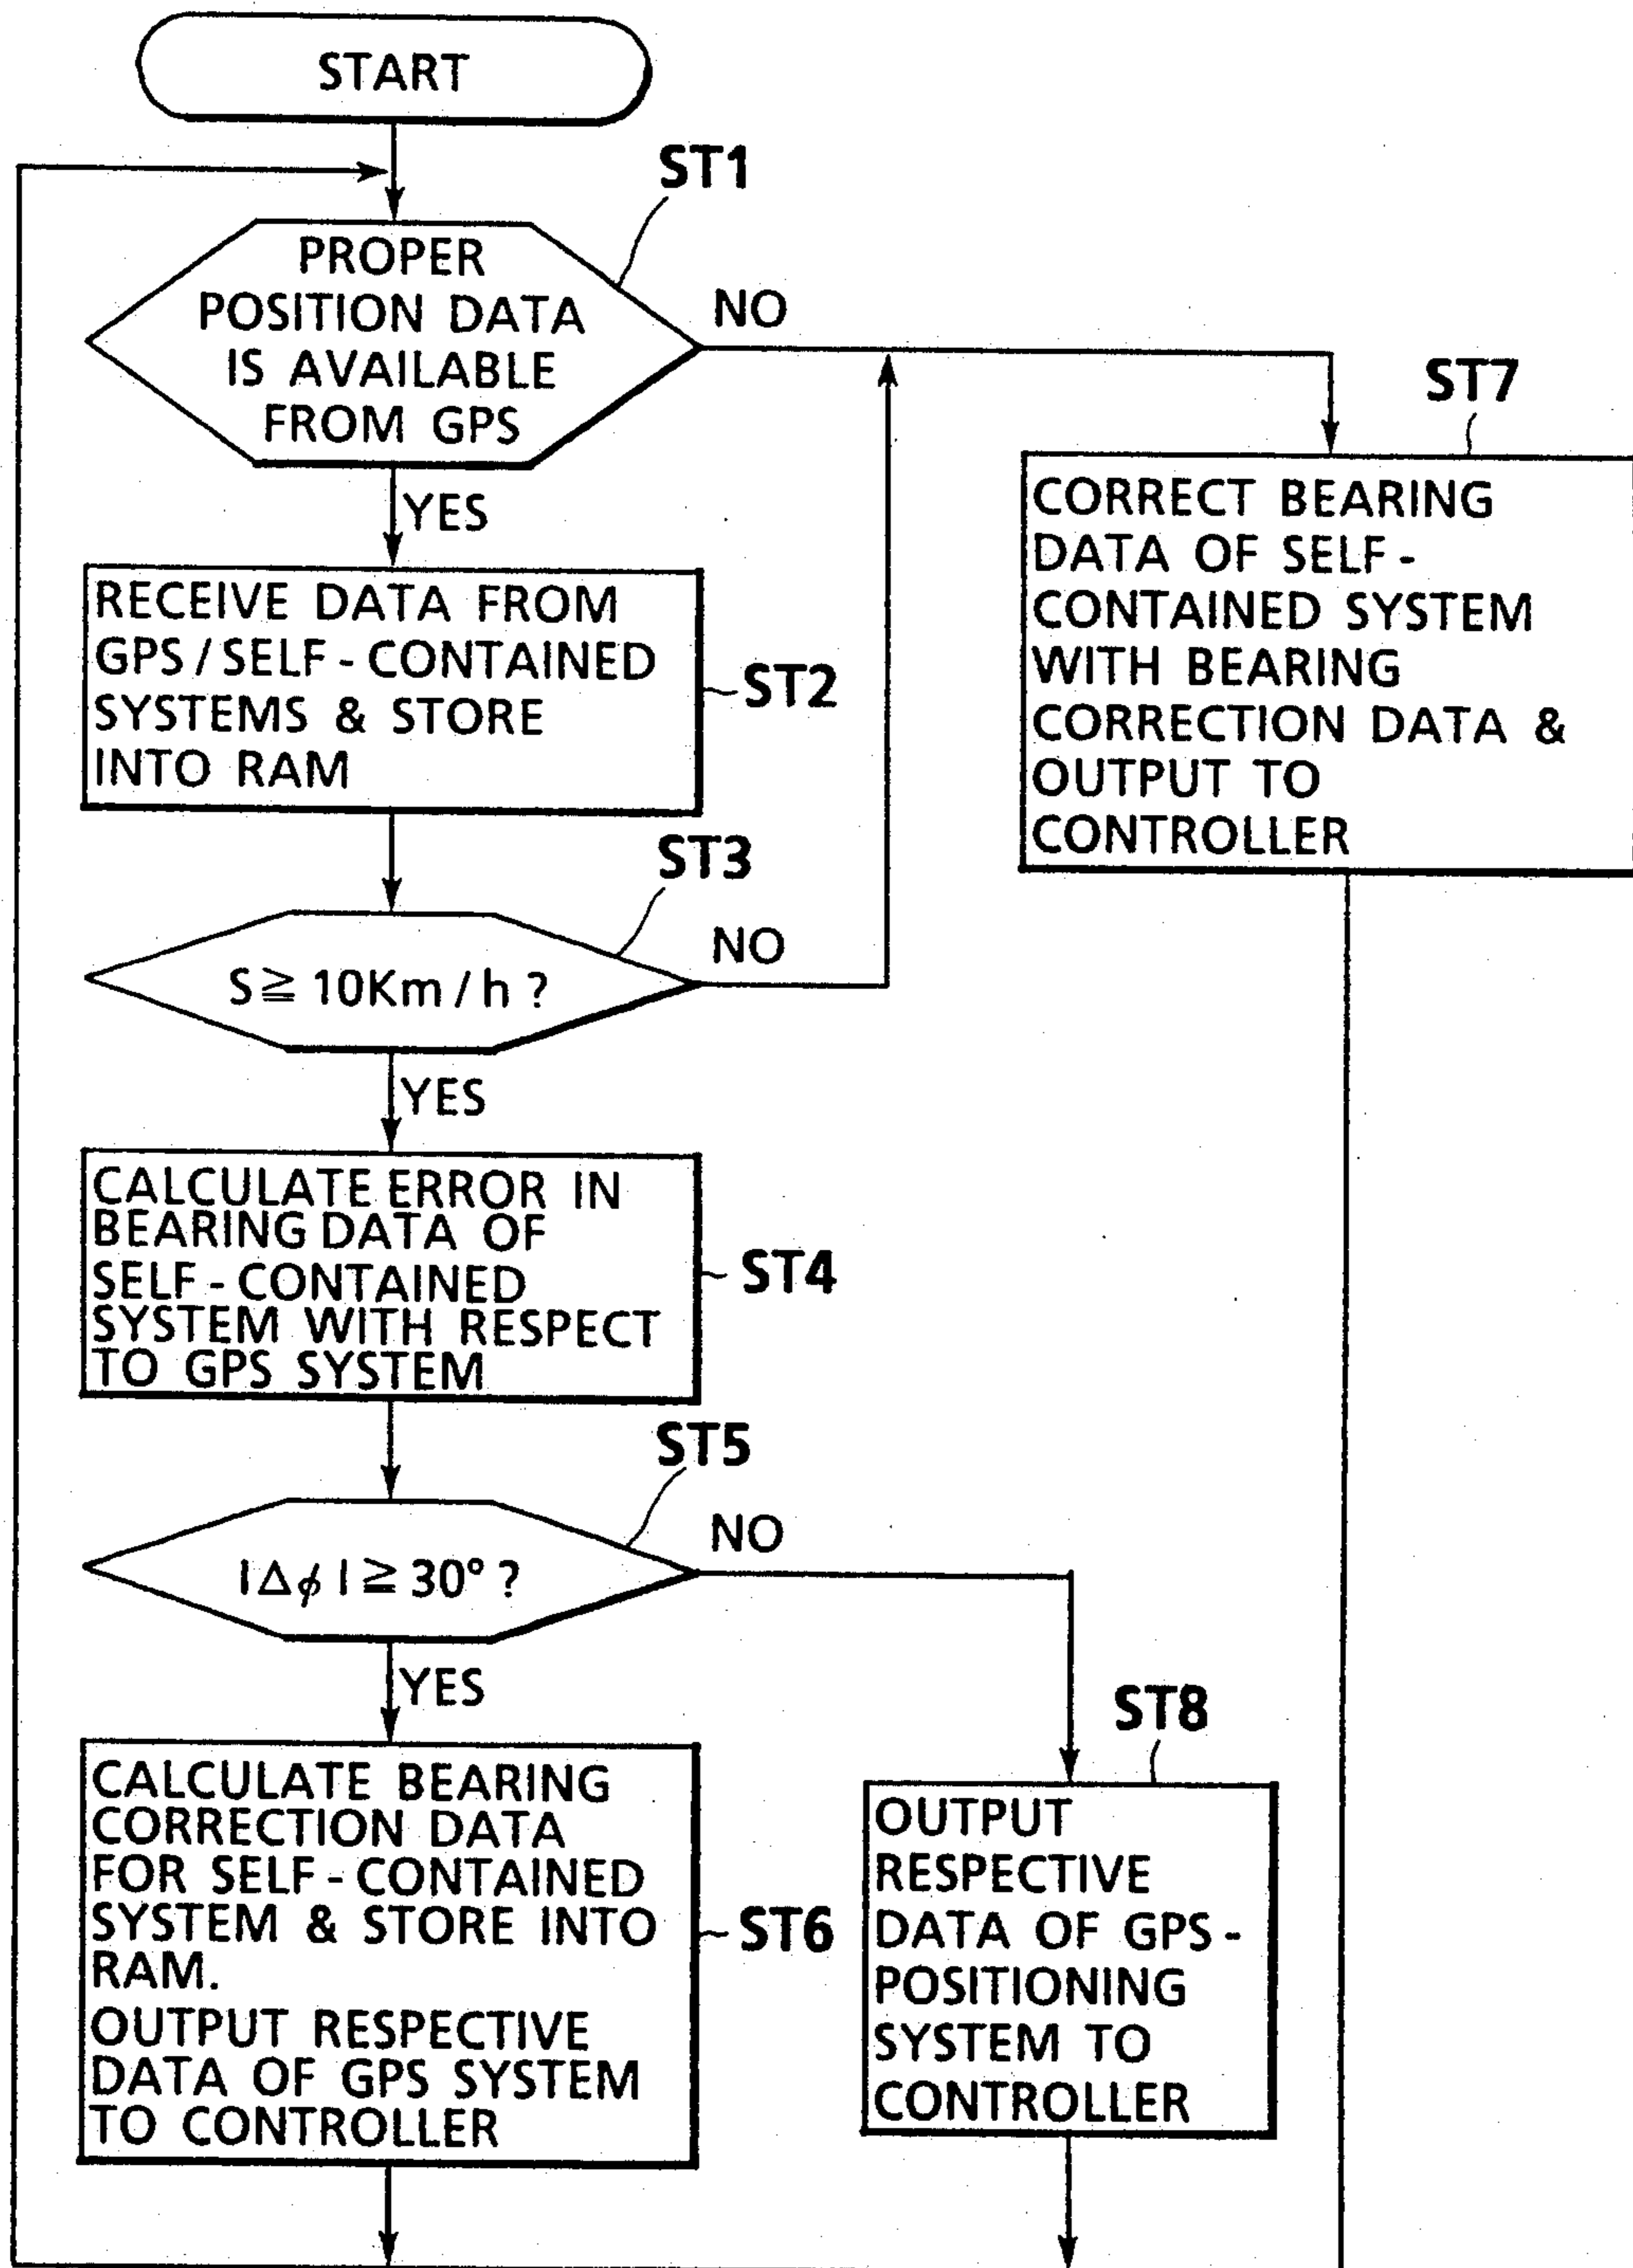 START
ST1
PROPER
POSITION DATA
IS AVAILABLE
FROM GPS
NO
YES
RECEIVE DATA FROM
GPS / SELF - CONTAINED
SYSTEMS & STORE
INTO RAM
ST2
ST3
S ≧ 10Km / h ?
NO
YES
CALCULATE ERROR IN
BEARING DATA OF
SELF - CONTAINED
SYSTEM WITH RESPECT
TO GPS SYSTEM
ST4
ST5
|Δφ| ≧ 30° ?
NO
YES
CALCULATE BEARING
CORRECTION DATA
FOR SELF - CONTAINED
SYSTEM & STORE INTO
RAM.
OUTPUT RESPECTIVE
DATA OF GPS SYSTEM
TO CONTROLLER
ST6
ST7
CORRECT BEARING
DATA OF SELF -
CONTAINED SYSTEM
WITH BEARING
CORRECTION DATA &
OUTPUT TO
CONTROLLER
ST8
OUTPUT
RESPECTIVE
DATA OF GPS -
POSITIONING
SYSTEM TO
CONTROLLER